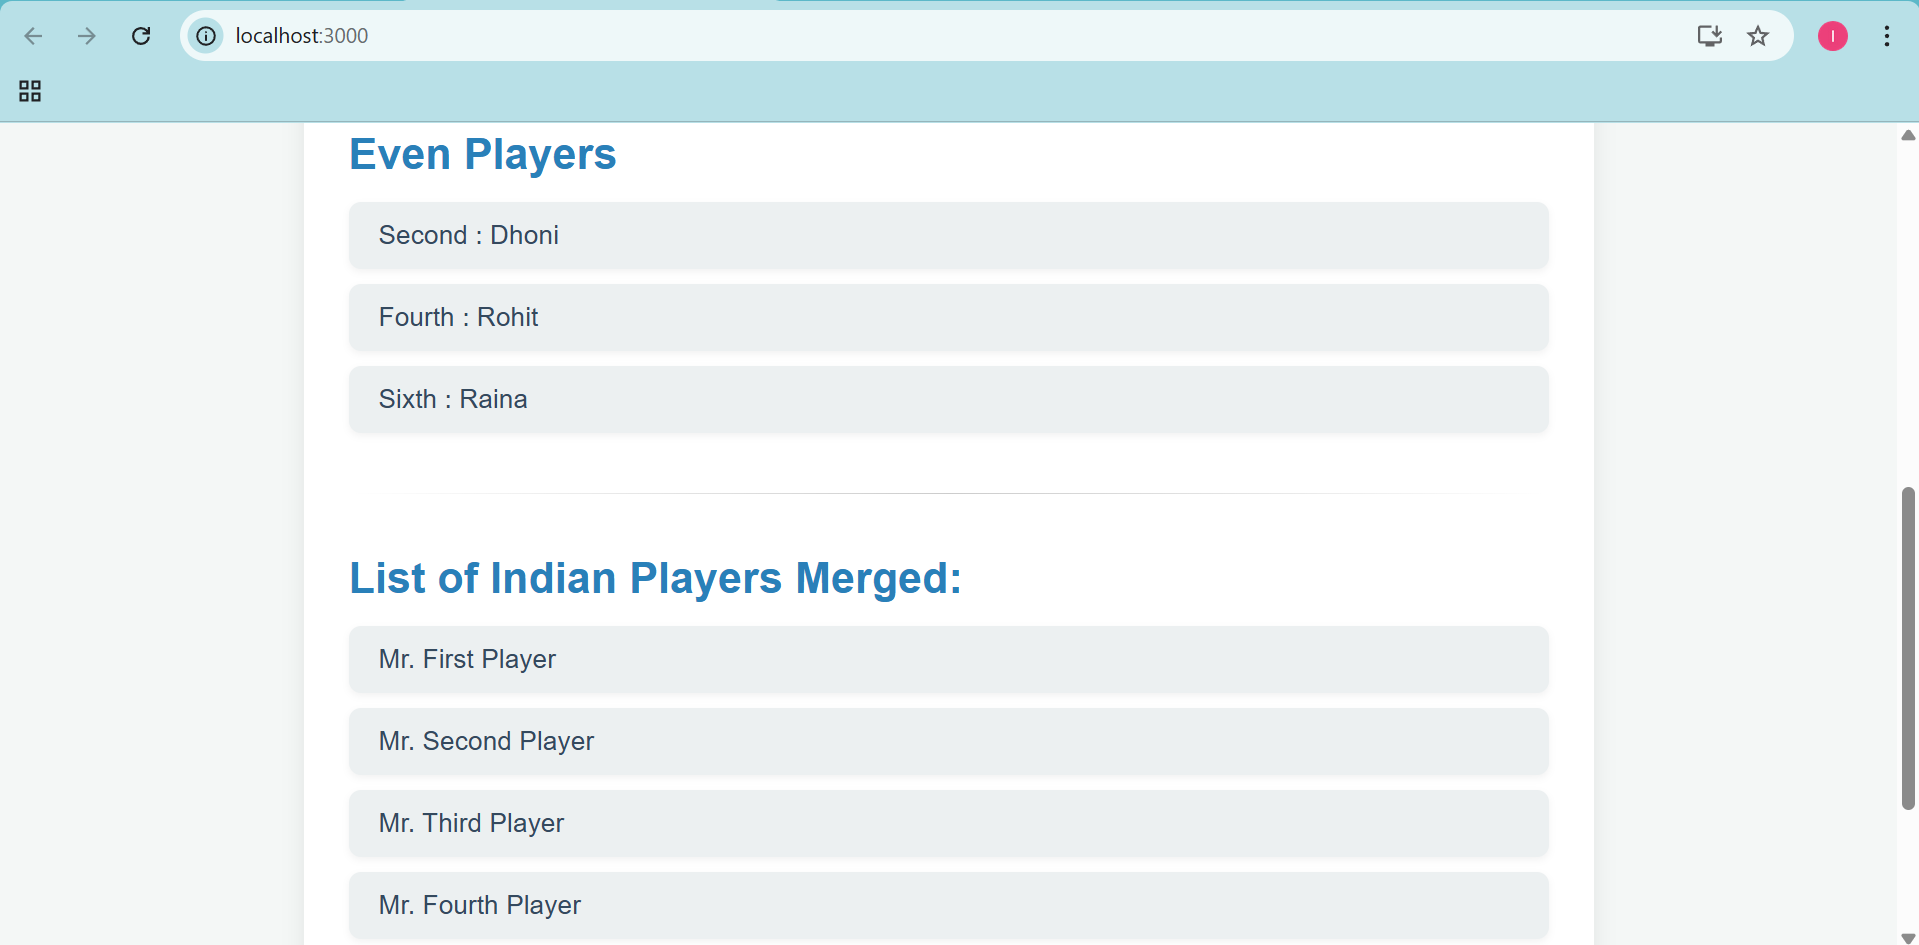 localhost:3000
I
Even Players
Second : Dhoni
Fourth : Rohit
Sixth : Raina
List of Indian Players Merged:
Mr. First Player
Mr. Second Player
Mr. Third Player
Mr. Fourth Player